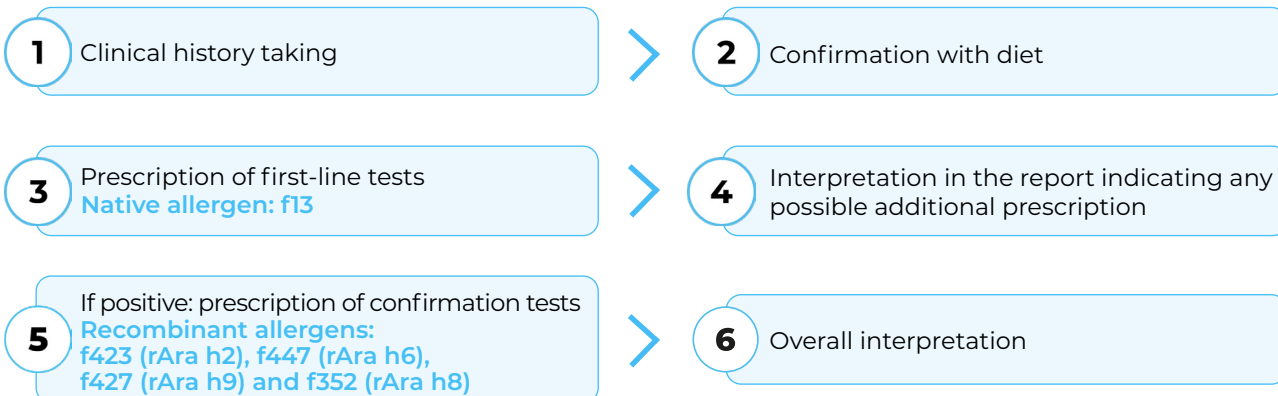 1
Clinical history taking
2
Confirmation with diet
3
Prescription of first-line tests
Native allergen: f13
4
Interpretation in the report indicating any
possible additional prescription
5
If positive: prescription of confirmation tests
Recombinant allergens:
f423 (rAra h2), f447 (rAra h6),
f427 (rAra h9) and f352 (rAra h8)
6
Overall interpretation